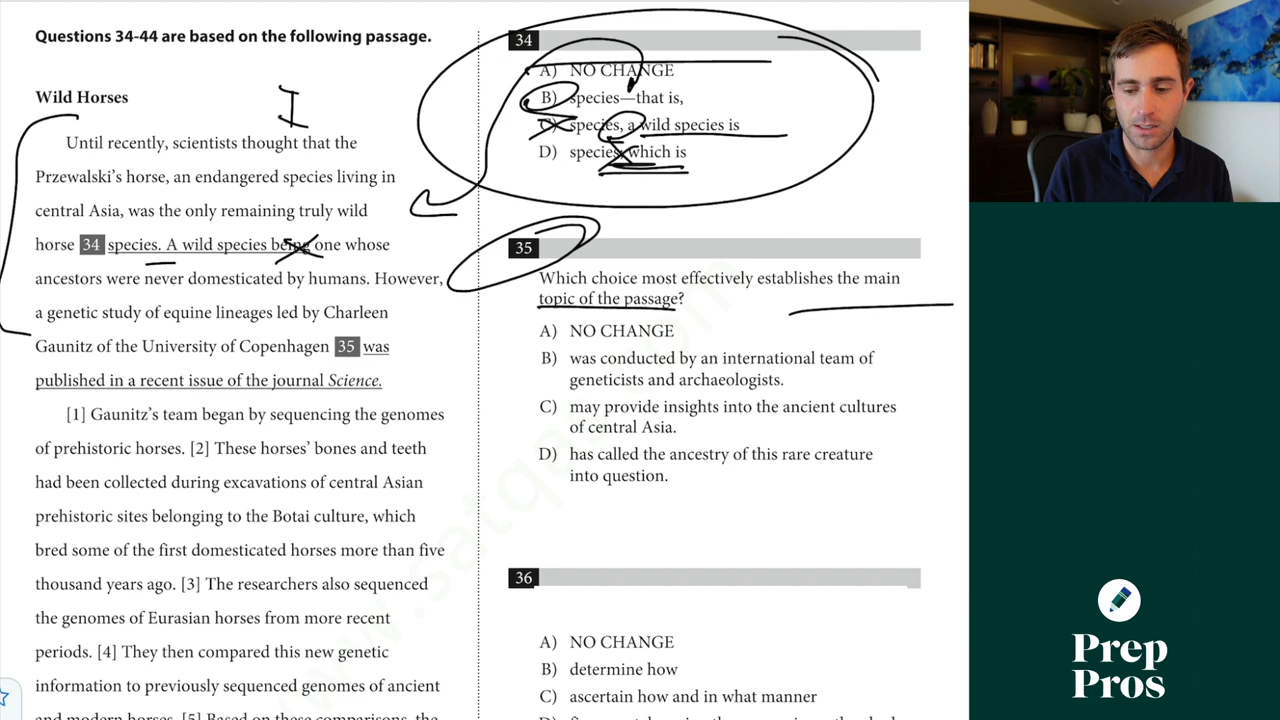 Questions 34-44 are based on the following passage.
Wild Horses
Until recently, scientists thought that the
Przewalski's horse, an endangered species living in
central Asia, was the only remaining truly wild
horse 34 species. A wild species being one whose
ancestors were never domesticated by humans. However,
a genetic study of equine lineages led by Charleen
Gaunitz of the University of Copenhagen 35 was
published in a recent issue of the journal Science.
[1] Gaunitz's team began by sequencing the genomes
of prehistoric horses. [2] These horses' bones and teeth
had been collected during excavations of central Asian
prehistoric sites belonging to the Botai culture, which
bred some of the first domesticated horses more than five
thousand years ago. [3] The researchers also sequenced
the genomes of Eurasian horses from more recent
periods. [4] They then compared this new genetic
information to previously sequenced genomes of ancient
and modern horses. [5] Based on these comparisons, the
34
A) NO CHANGE
B) species—that is,
C) species, a wild species is
D) species, which is
35
Which choice most effectively establishes the main
topic of the passage?
A) NO CHANGE
B) was conducted by an international team of
geneticists and archaeologists.
C) may provide insights into the ancient cultures
of central Asia.
D) has called the ancestry of this rare creature
into question.
36
A) NO CHANGE
B) determine how
C) ascertain how and in what manner
Prep
Pros